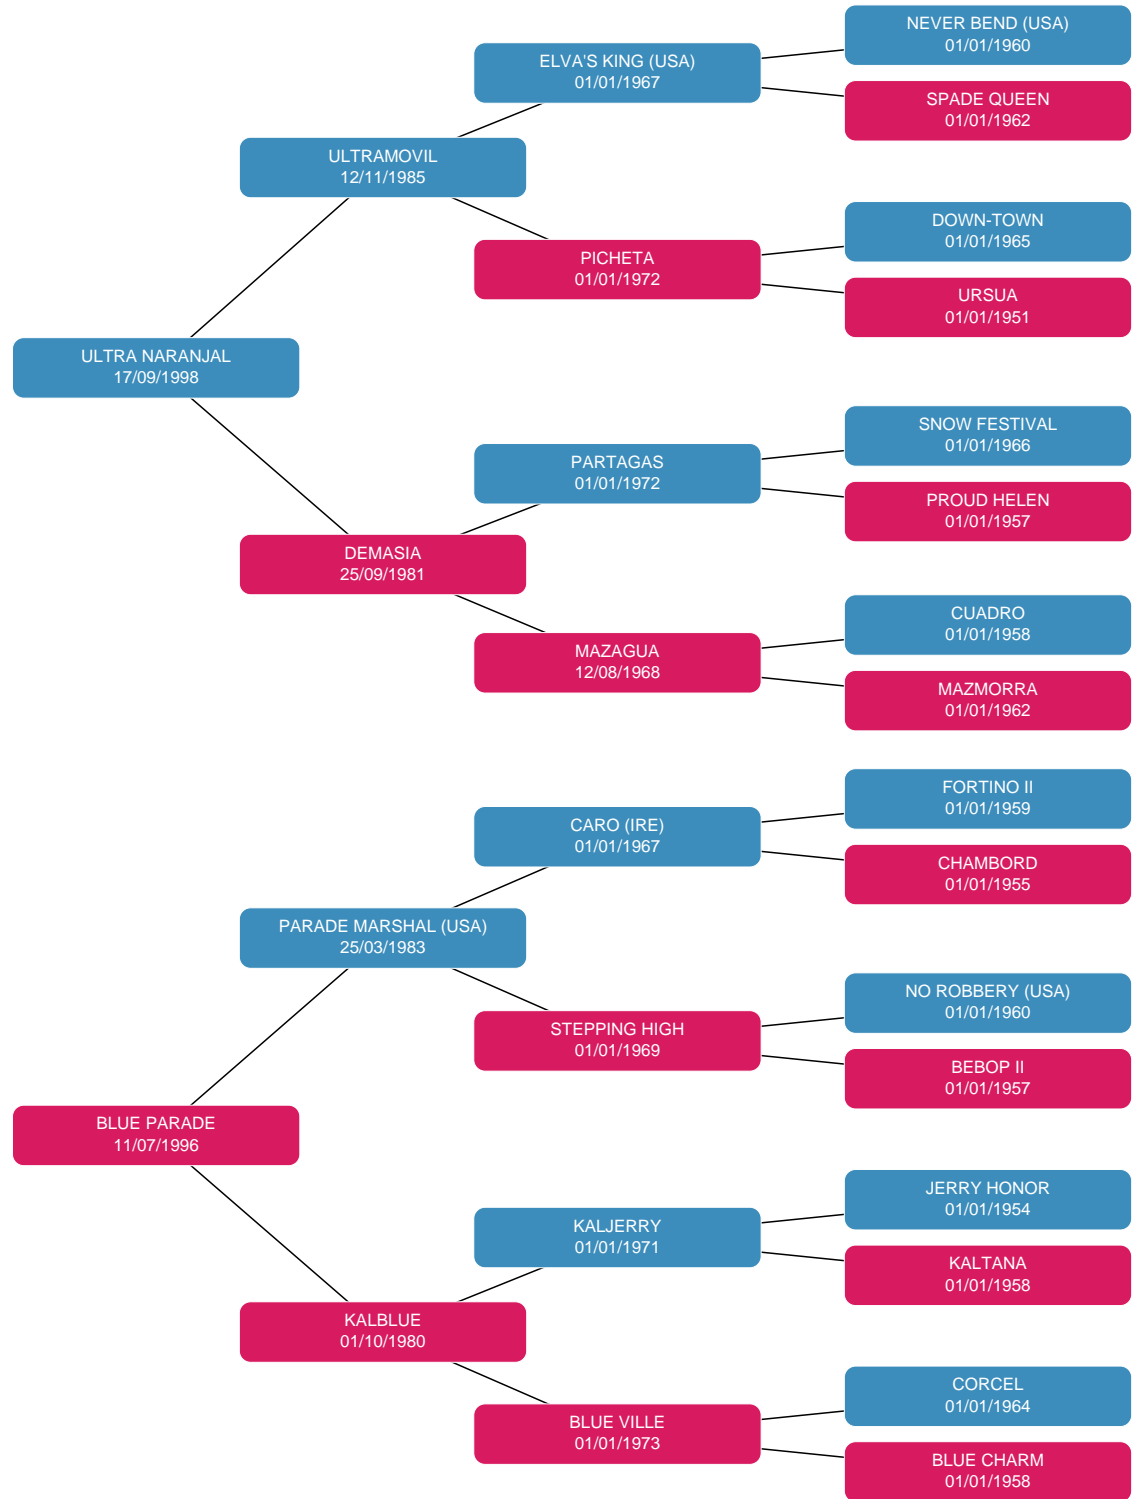 NEVER BEND (USA)
01/01/1960
ELVA'S KING (USA)
01/01/1967
SPADE QUEEN
01/01/1962
ULTRAMOVIL
12/11/1985
DOWN-TOWN
01/01/1965
PICHETA
01/01/1972
URSUA
01/01/1951
ULTRA NARANJAL
17/09/1998
SNOW FESTIVAL
01/01/1966
PARTAGAS
01/01/1972
PROUD HELEN
01/01/1957
DEMASIA
25/09/1981
CUADRO
01/01/1958
MAZAGUA
12/08/1968
MAZMORRA
01/01/1962
FORTINO II
01/01/1959
CARO (IRE)
01/01/1967
CHAMBORD
01/01/1955
PARADE MARSHAL (USA)
25/03/1983
NO ROBBERY (USA)
01/01/1960
STEPPING HIGH
01/01/1969
BEBOP II
01/01/1957
BLUE PARADE
11/07/1996
JERRY HONOR
01/01/1954
KALJERRY
01/01/1971
KALTANA
01/01/1958
KALBLUE
01/10/1980
CORCEL
01/01/1964
BLUE VILLE
01/01/1973
BLUE CHARM
01/01/1958